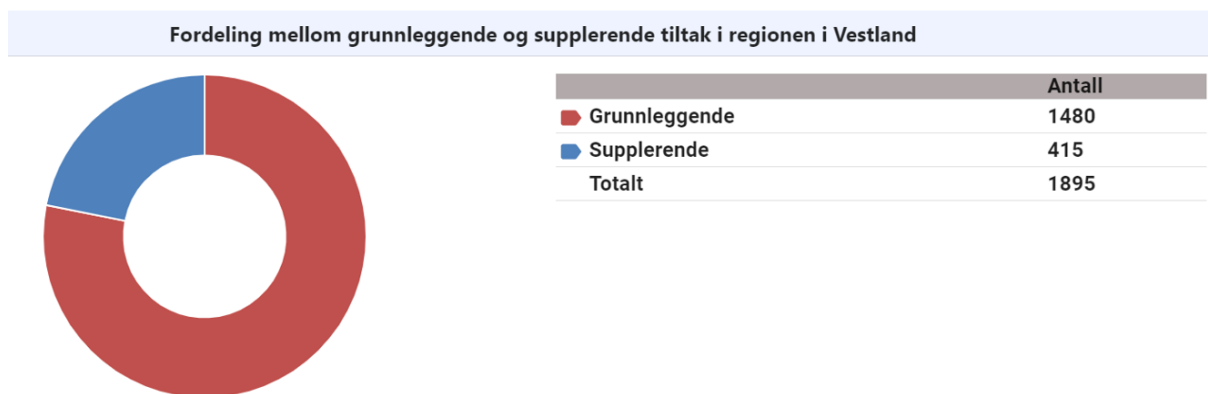 Fordeling mellom grunnleggende og supplerende tiltak i regionen i Vestland
Antall
Grunnleggende 1480
Supplerende 415
Totalt 1895